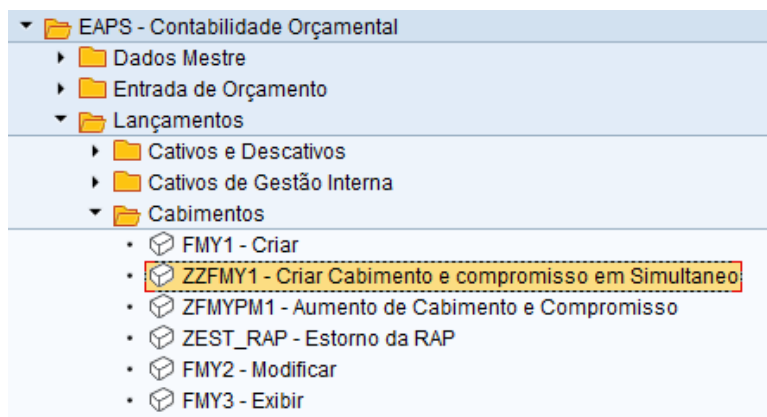 EAPS - Contabilidade Orçamental
Dados Mestre
Entrada de Orçamento
Lançamentos
Cativos e Descativos
Cativos de Gestão Interna
Cabimentos
FMY1 - Criar
ZZFMY1 - Criar Cabimento e compromisso em Simultaneo
ZFMYPM1 - Aumento de Cabimento e Compromisso
ZEST_RAP - Estorno da RAP
FMY2 - Modificar
FMY3 - Exibir